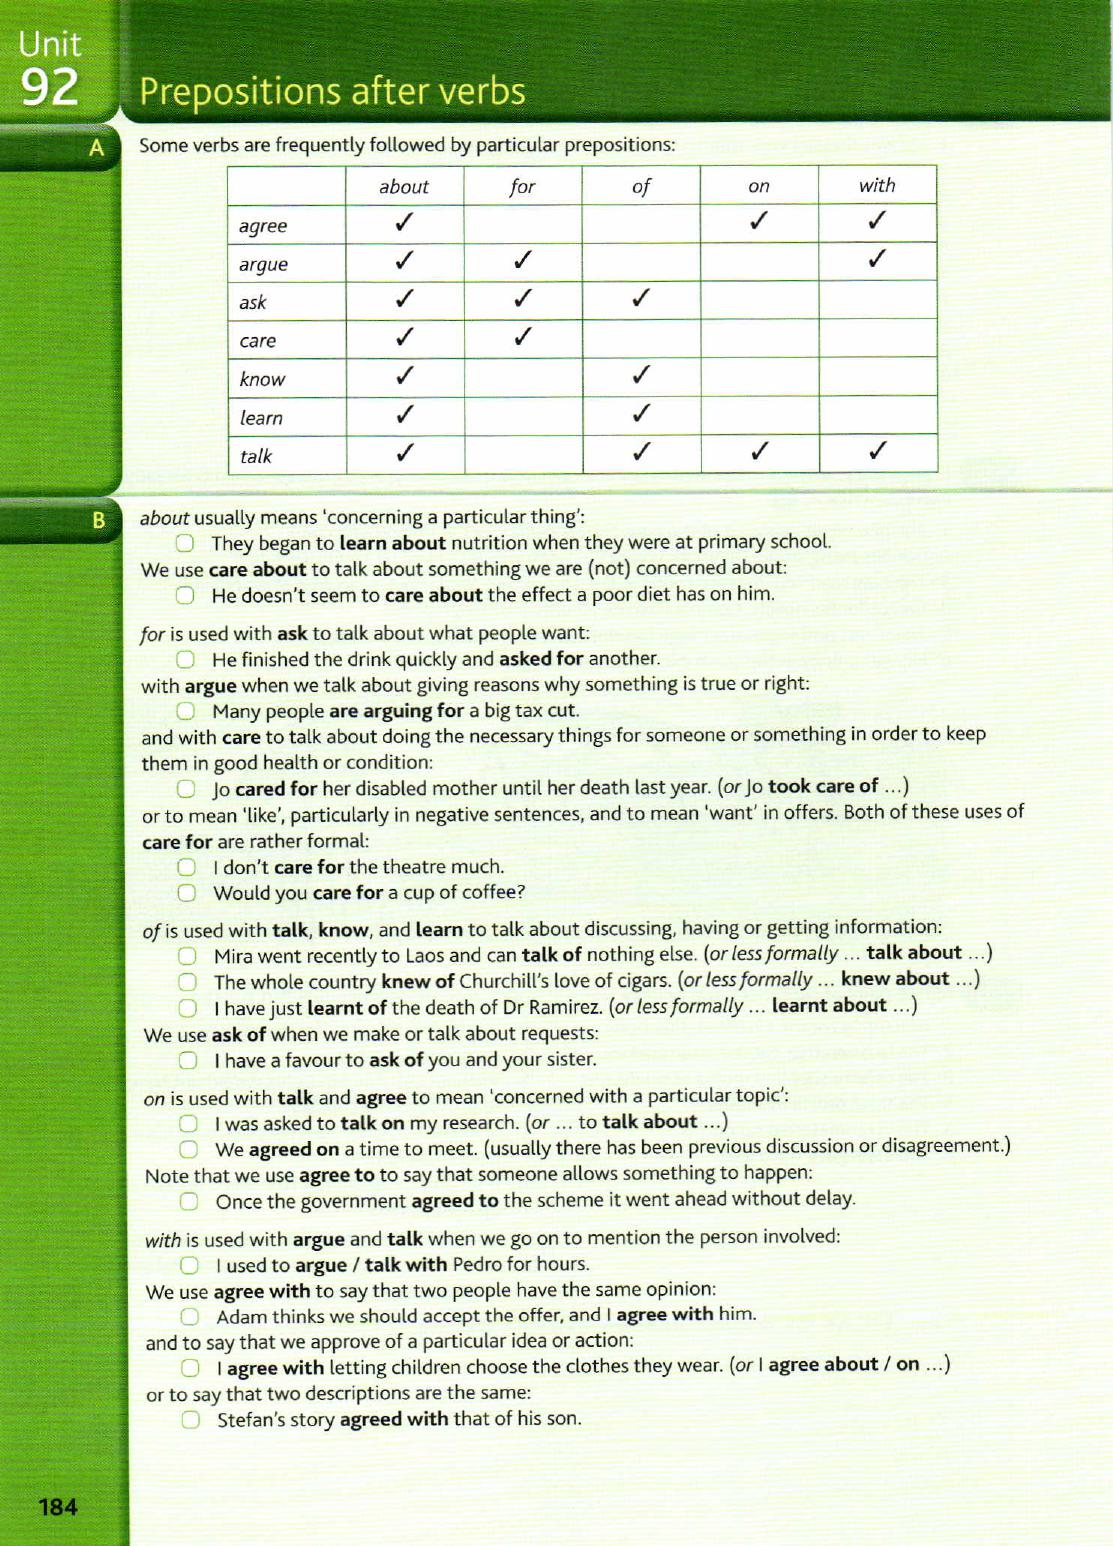 Unit
92
Prepositions after verbs
A
Some verbs are frequently followed by particular prepositions:
about for of on with
agree ✓ ✓ ✓
argue ✓ ✓ ✓
ask ✓ ✓ ✓
care ✓ ✓
know ✓ ✓
learn ✓ ✓
talk ✓ ✓ ✓ ✓
B
about usually means 'concerning a particular thing':
They began to learn about nutrition when they were at primary school.
We use care about to talk about something we are (not) concerned about:
He doesn't seem to care about the effect a poor diet has on him.
for is used with ask to talk about what people want:
He finished the drink quickly and asked for another.
with argue when we talk about giving reasons why something is true or right:
Many people are arguing for a big tax cut.
and with care to talk about doing the necessary things for someone or something in order to keep
them in good health or condition:
Jo cared for her disabled mother until her death last year. (or Jo took care of ...)
or to mean 'like', particularly in negative sentences, and to mean 'want' in offers. Both of these uses of
care for are rather formal:
I don't care for the theatre much.
Would you care for a cup of coffee?
of is used with talk, know, and learn to talk about discussing, having or getting information:
Mira went recently to Laos and can talk of nothing else. (or less formally ... talk about ...)
The whole country knew of Churchill's love of cigars. (or less formally ... knew about ...)
I have just learnt of the death of Dr Ramirez. (or less formally ... learnt about ...)
We use ask of when we make or talk about requests:
I have a favour to ask of you and your sister.
on is used with talk and agree to mean 'concerned with a particular topic':
I was asked to talk on my research. (or ... to talk about ...)
We agreed on a time to meet. (usually there has been previous discussion or disagreement.)
Note that we use agree to to say that someone allows something to happen:
Once the government agreed to the scheme it went ahead without delay.
with is used with argue and talk when we go on to mention the person involved:
I used to argue / talk with Pedro for hours.
We use agree with to say that two people have the same opinion:
Adam thinks we should accept the offer, and I agree with him.
and to say that we approve of a particular idea or action:
I agree with letting children choose the clothes they wear. (or I agree about / on ...)
or to say that two descriptions are the same:
Stefan's story agreed with that of his son.
184